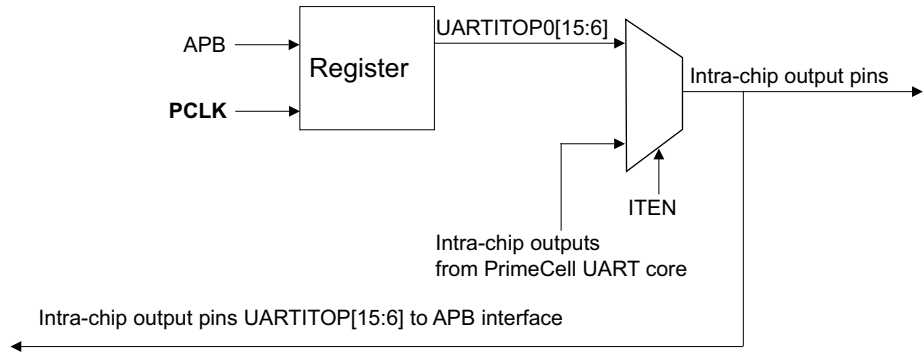 UARTITOP0[15:6]
APB
Register
Intra-chip output pins
PCLK
ITEN
Intra-chip outputs
from PrimeCell UART core
Intra-chip output pins UARTITOP[15:6] to APB interface